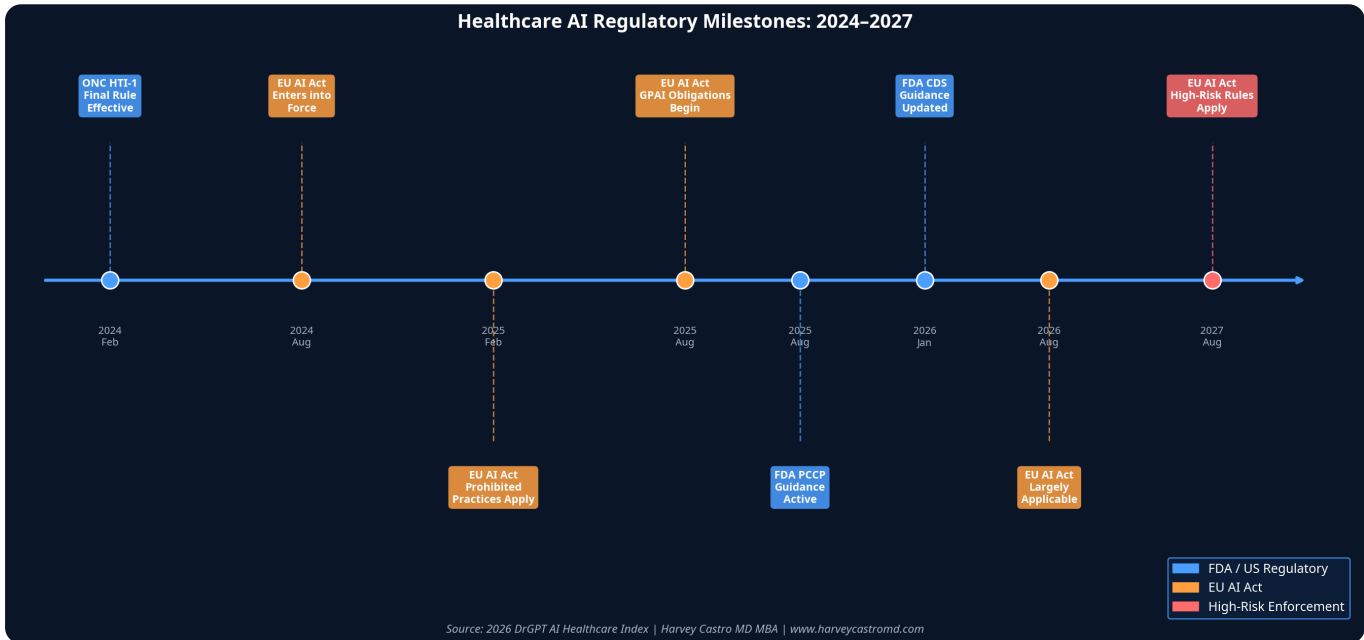 Healthcare AI Regulatory Milestones: 2024–2027
ONC HTI-1
Final Rule
Effective
EU AI Act
Enters into
Force
EU AI Act
GPAI Obligations
Begin
FDA CDS
Guidance
Updated
EU AI Act
High-Risk Rules
Apply
2024
Feb
2024
Aug
2025
Feb
2025
Aug
2025
Aug
2026
Jan
2026
Aug
2027
Aug
EU AI Act
Prohibited
Practices Apply
FDA PCCP
Guidance
Active
EU AI Act
Largely
Applicable
FDA / US Regulatory
EU AI Act
High-Risk Enforcement
Source: 2026 DrGPT AI Healthcare Index | Harvey Castro MD MBA | www.harveycastromd.com